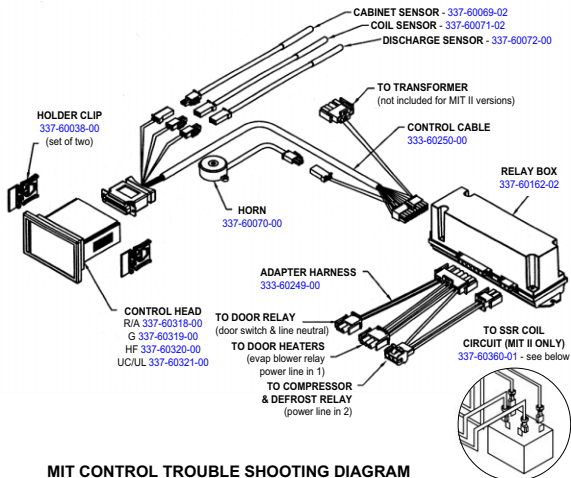 CABINET SENSOR - 337-60069-02
COIL SENSOR - 337-60071-02
DISCHARGE SENSOR - 337-60072-00
TO TRANSFORMER
(not included for MIT II versions)
HOLDER CLIP
337-60038-00
(set of two)
CONTROL CABLE
333-60250-00
RELAY BOX
337-60162-02
HORN
337-60070-00
ADAPTER HARNESS
333-60249-00
CONTROL HEAD
R/A 337-60318-00
G 337-60319-00
HF 337-60320-00
UC/UL 337-60321-00
TO DOOR RELAY
(door switch & line neutral)
TO DOOR HEATERS
(evap blower relay
power line in 1)
TO COMPRESSOR
& DEFROST RELAY
(power line in 2)
TO SSR COIL
CIRCUIT (MIT II ONLY)
337-60360-01 - see below
MIT CONTROL TROUBLE SHOOTING DIAGRAM